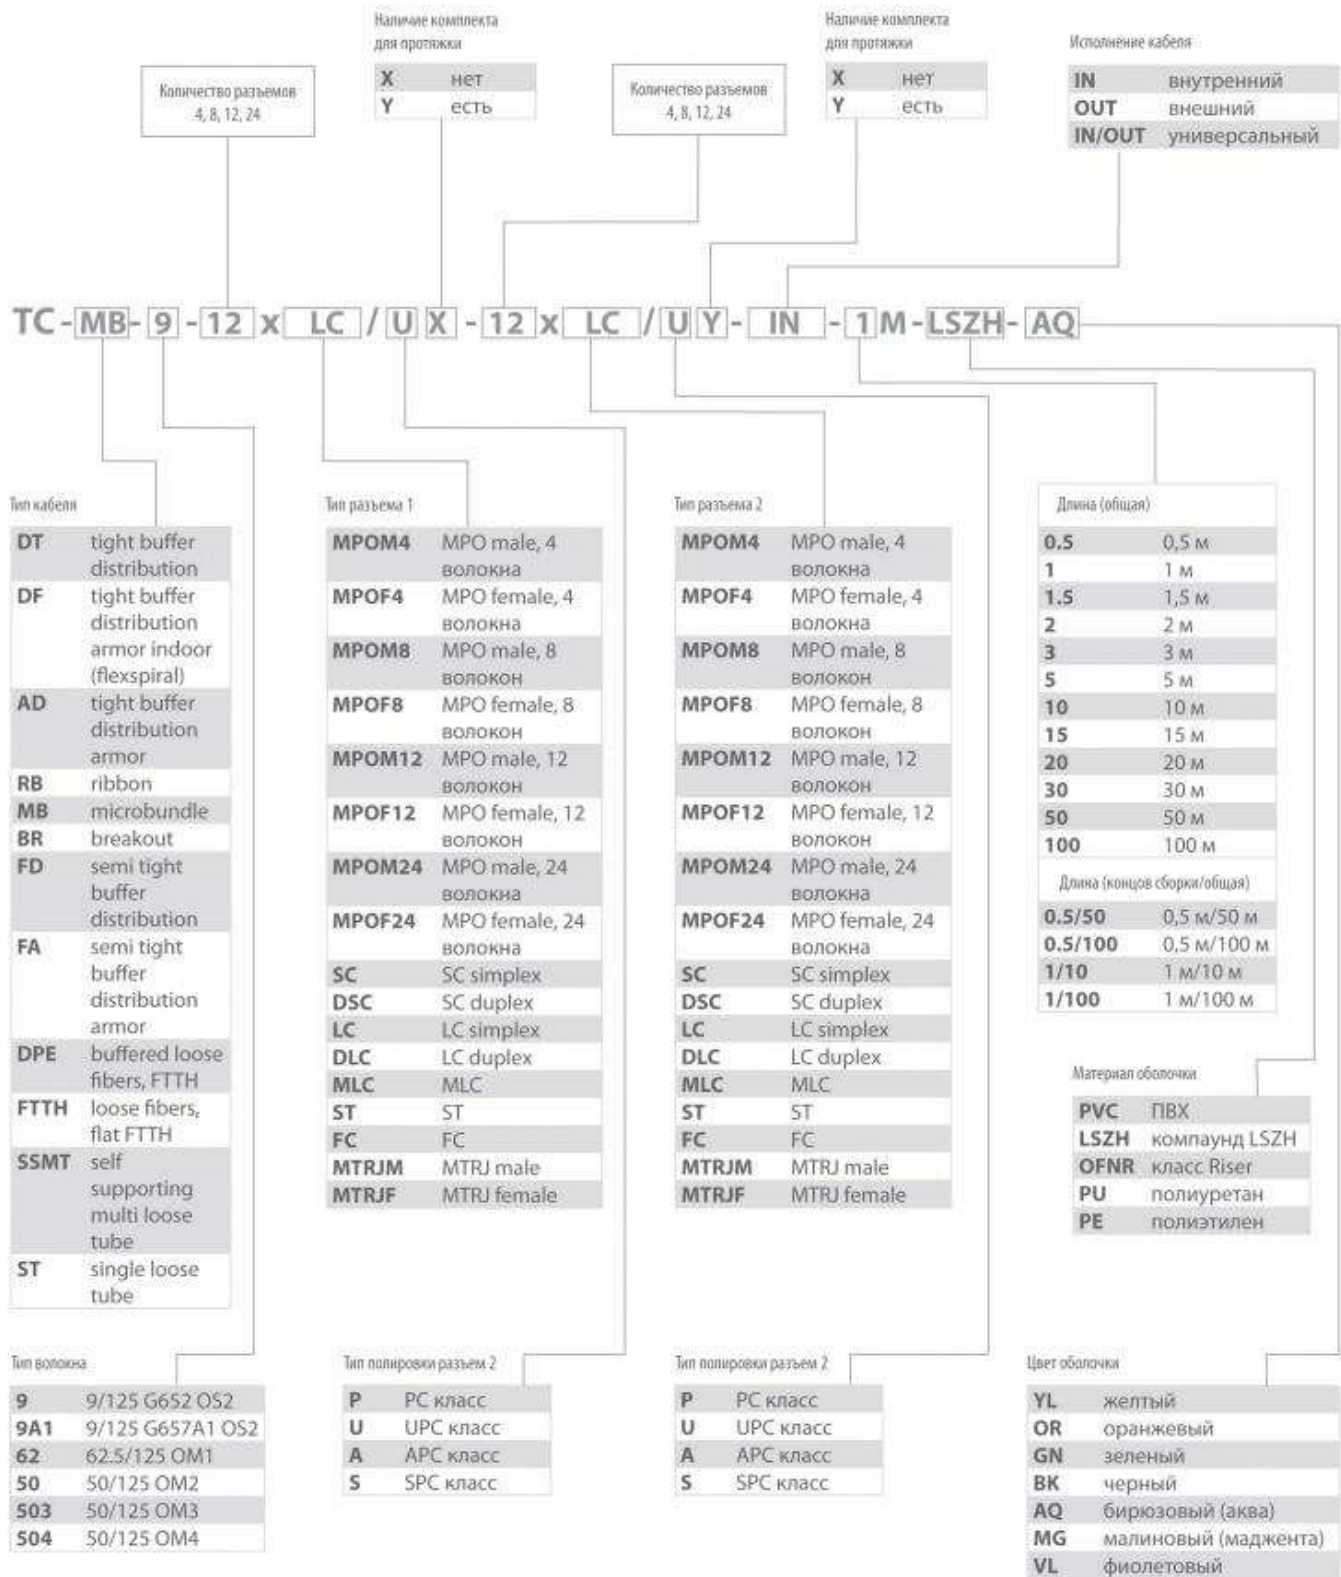 Наличие комплекта
для протяжки
X нет
Y есть
Количество разъемов
4, 8, 12, 24
Наличие комплекта
для протяжки
X нет
Y есть
Количество разъемов
4, 8, 12, 24
Исполнение кабеля
IN внутренний
OUT внешний
IN/OUT универсальный
TC - MB - 9 - 12 x LC / U X - 12 x LC / U Y - IN - 1 M - LSZH - AQ
Тип кабеля
DT tight buffer
distribution
DF tight buffer
distribution
armor indoor
(flexspiral)
AD tight buffer
distribution
armor
RB ribbon
MB microbundle
BR breakout
FD semi tight
buffer
distribution
FA semi tight
buffer
distribution
armor
DPE buffered loose
fibers, FTTH
FTTH loose fibers,
flat FTTH
SSMT self
supporting
multi loose
tube
ST single loose
tube
Тип разъема 1
MPOM4 MPO male, 4
волокна
MPOF4 MPO female, 4
волокна
MPOM8 MPO male, 8
волокон
MPOF8 MPO female, 8
волокон
MPOM12 MPO male, 12
волокон
MPOF12 MPO female, 12
волокон
MPOM24 MPO male, 24
волокна
MPOF24 MPO female, 24
волокна
SC SC simplex
DSC SC duplex
LC LC simplex
DLC LC duplex
MLC MLC
ST ST
FC FC
MTRJM MTRJ male
MTRJF MTRJ female
Тип разъема 2
MPOM4 MPO male, 4
волокна
MPOF4 MPO female, 4
волокна
MPOM8 MPO male, 8
волокон
MPOF8 MPO female, 8
волокон
MPOM12 MPO male, 12
волокон
MPOF12 MPO female, 12
волокон
MPOM24 MPO male, 24
волокна
MPOF24 MPO female, 24
волокна
SC SC simplex
DSC SC duplex
LC LC simplex
DLC LC duplex
MLC MLC
ST ST
FC FC
MTRJM MTRJ male
MTRJF MTRJ female
Длина (общая)
0.5 0,5 м
1 1 м
1.5 1,5 м
2 2 м
3 3 м
5 5 м
10 10 м
15 15 м
20 20 м
30 30 м
50 50 м
100 100 м
Длина (концов сборки/общая)
0.5/50 0,5 м/50 м
0.5/100 0,5 м/100 м
1/10 1 м/10 м
1/100 1 м/100 м
Материал оболочки
PVC ПВХ
LSZH компаунд LSZH
OFNR класс Riser
PU полиуретан
PE полиэтилен
Тип волокна
9 9/125 G652 OS2
9A1 9/125 G657A1 OS2
62 62.5/125 OM1
50 50/125 OM2
503 50/125 OM3
504 50/125 OM4
Тип полировки разъем 2
P PC класс
U UPC класс
A APC класс
S SPC класс
Тип полировки разъем 2
P PC класс
U UPC класс
A APC класс
S SPC класс
Цвет оболочки
YL желтый
OR оранжевый
GN зеленый
BK черный
AQ бирюзовый (аква)
MG малиновый (маджента)
VL фиолетовый